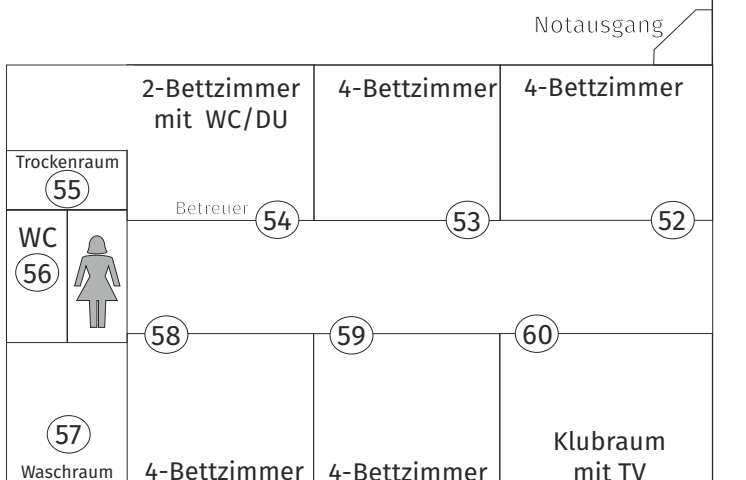 Notausgang
2-Bettzimmer
mit WC/DU
4-Bettzimmer
4-Bettzimmer
Trockenraum
55
Betreuer
54
53
52
WC
56
58
59
60
57
Waschraum
4-Bettzimmer
4-Bettzimmer
Klubraum
mit TV